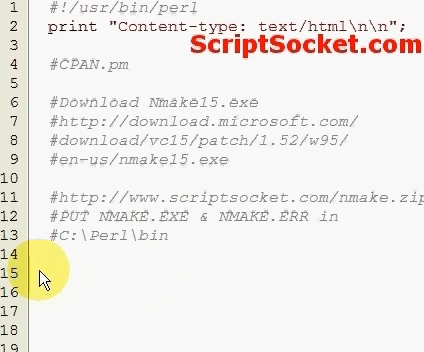 1 #!/usr/bin/perl
2 print "Content-type: text/html\n\n";
ScriptSocket.com
3
4 #CPAN.pm
5
6 #Download Nmake15.exe
7 #http://download.microsoft.com/
8 #download/vc15/patch/1.52/w95/
9 #en-us/nmake15.exe
10
11 #http://www.scriptsocket.com/nmake.zip
12 #PUT NMAKE.EXE & NMAKE.ERR in
13 #C:\Perl\bin
14
15
16
17
18
19